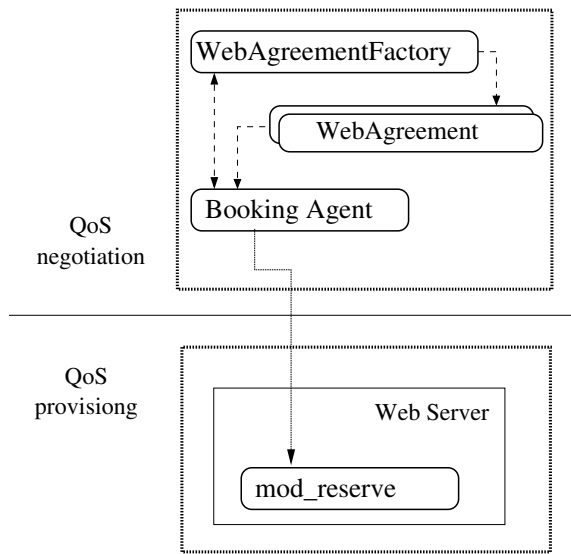 WebAgreementFactory
WebAgreement
Booking Agent
QoS
negotiation
QoS
provisiong
Web Server
mod_reserve